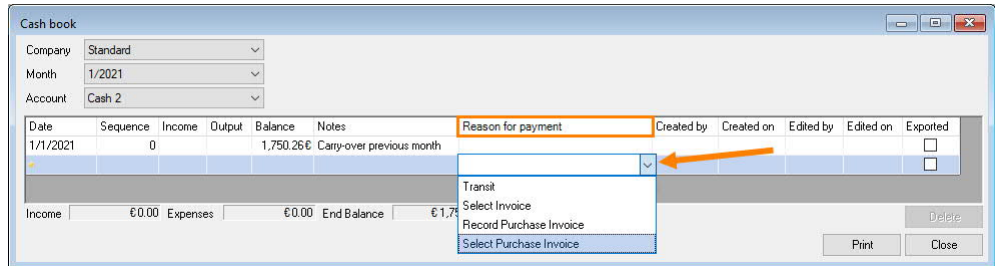 Cash book
Company Standard
Month 1/2021
Account Cash 2
Date Sequence Income Output Balance Notes Reason for payment Created by Created on Edited by Edited on Exported
1/1/2021 0 1,750.26€ Carry-over previous month
Transit
Select Invoice
Record Purchase Invoice
Select Purchase Invoice
Income €0.00 Expenses €0.00 End Balance €1,75
Delete
Print Close